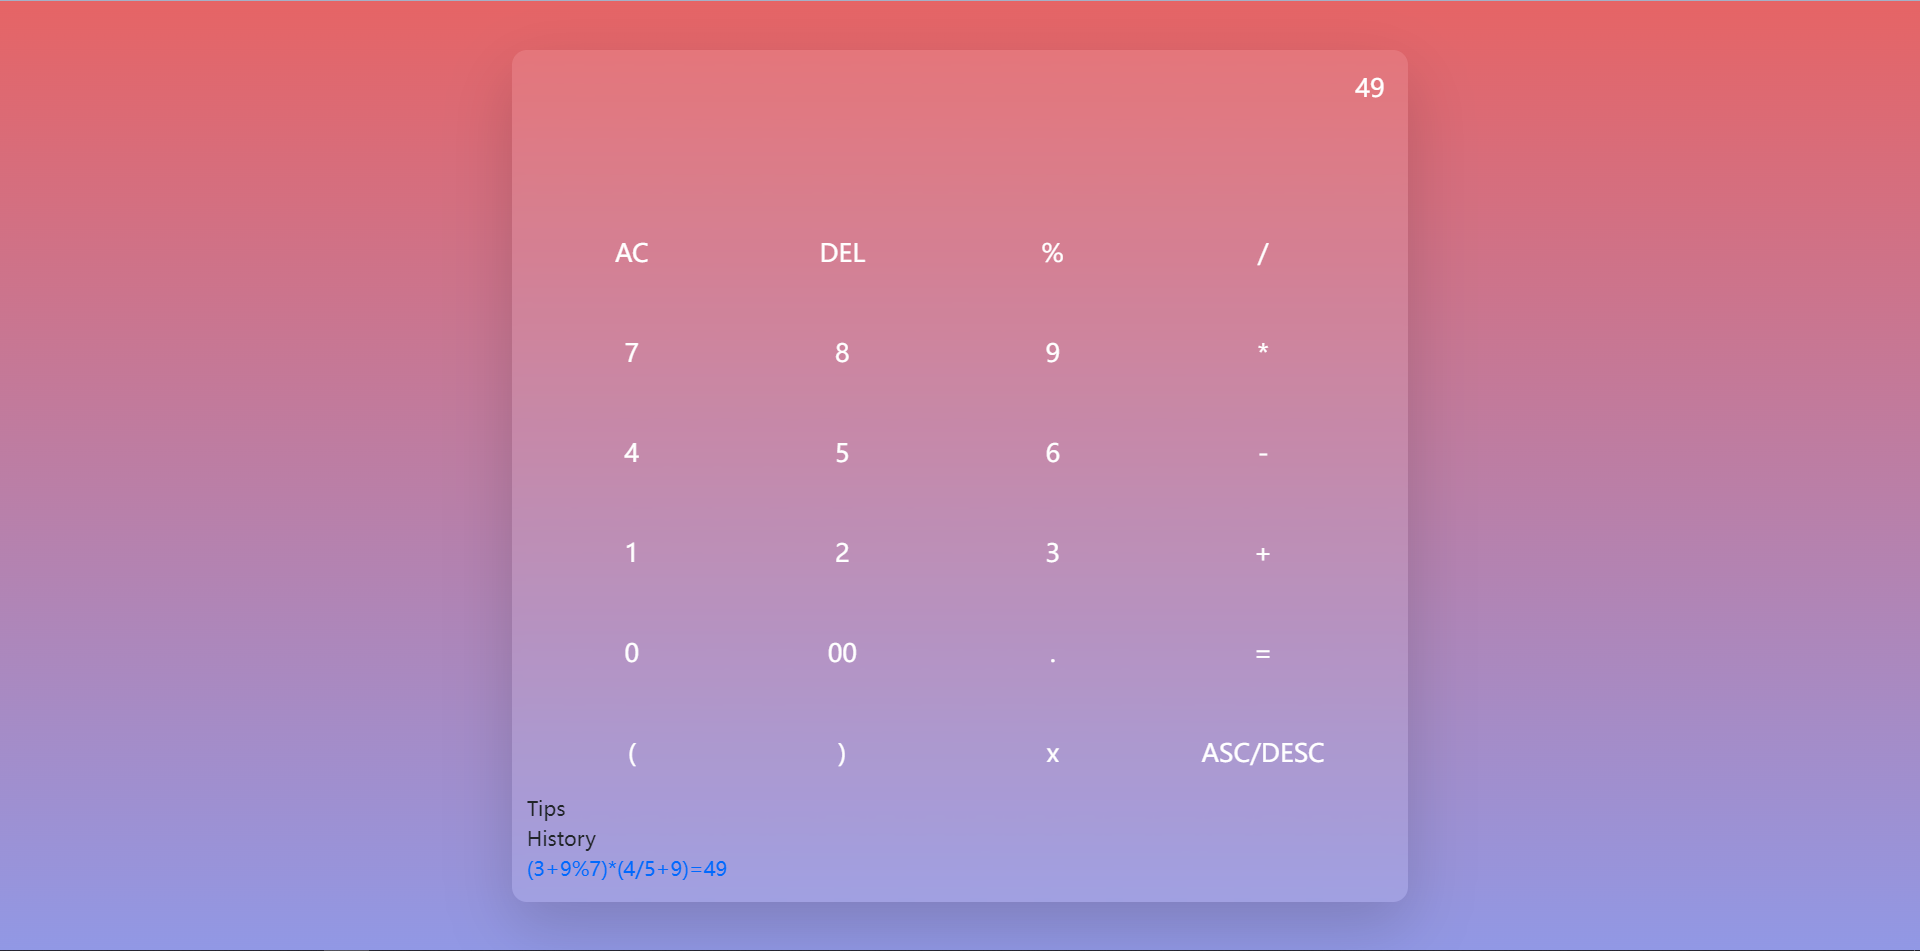 49
AC DEL % /
7 8 9 *
4 5 6 -
1 2 3 +
0 00 . =
( ) x ASC/DESC
Tips
History
(3+9%7)*(4/5+9)=49